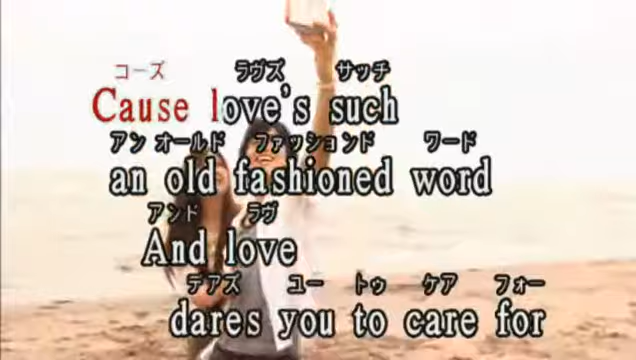 コーズ ラヴズ サッチ
Cause love's such
アン オールド ファッションド ワード
an old fashioned word
アンド ラヴ
And love
デアズ ユー トゥ ケア フォー
dares you to care for